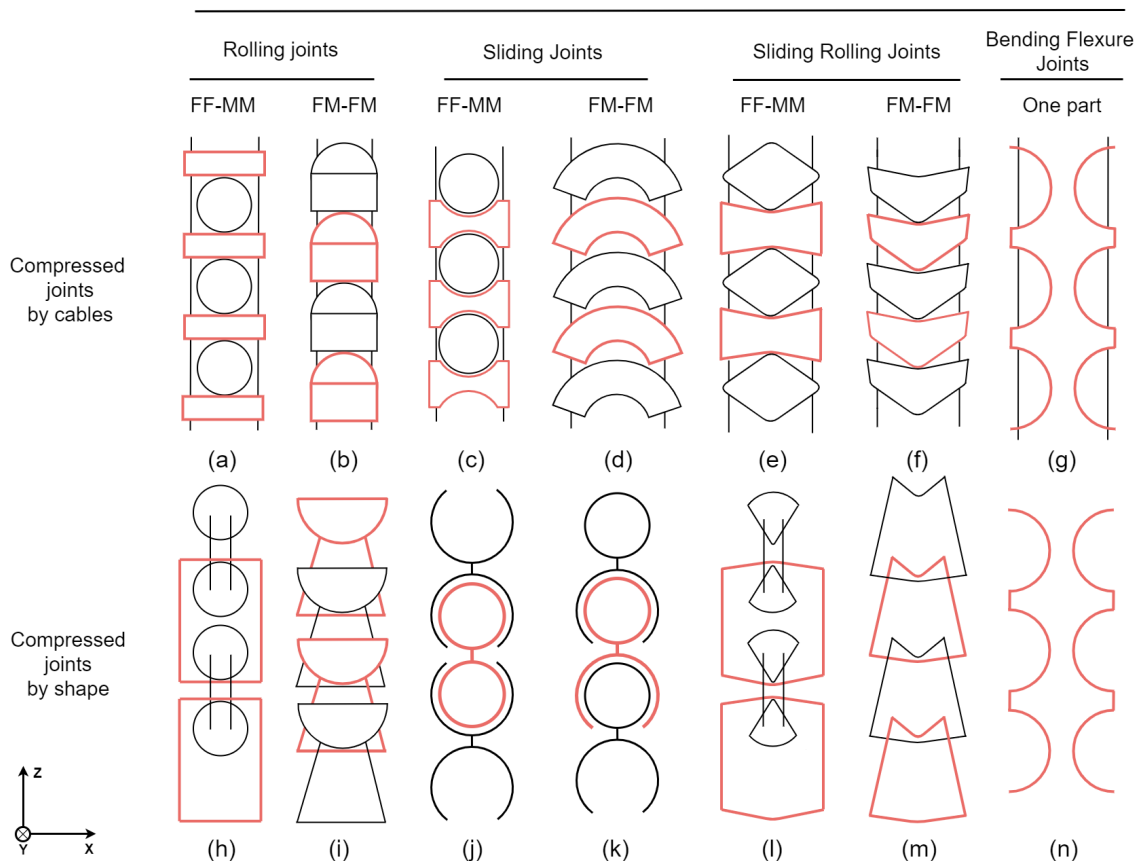 Rolling joints
Sliding Joints
Sliding Rolling Joints
Bending Flexure
Joints
FF-MM
FM-FM
FF-MM
FM-FM
FF-MM
FM-FM
One part
Compressed
joints
by cables
(a)
(b)
(c)
(d)
(e)
(f)
(g)
Compressed
joints
by shape
Z
Y
X
(h)
(i)
(j)
(k)
(l)
(m)
(n)